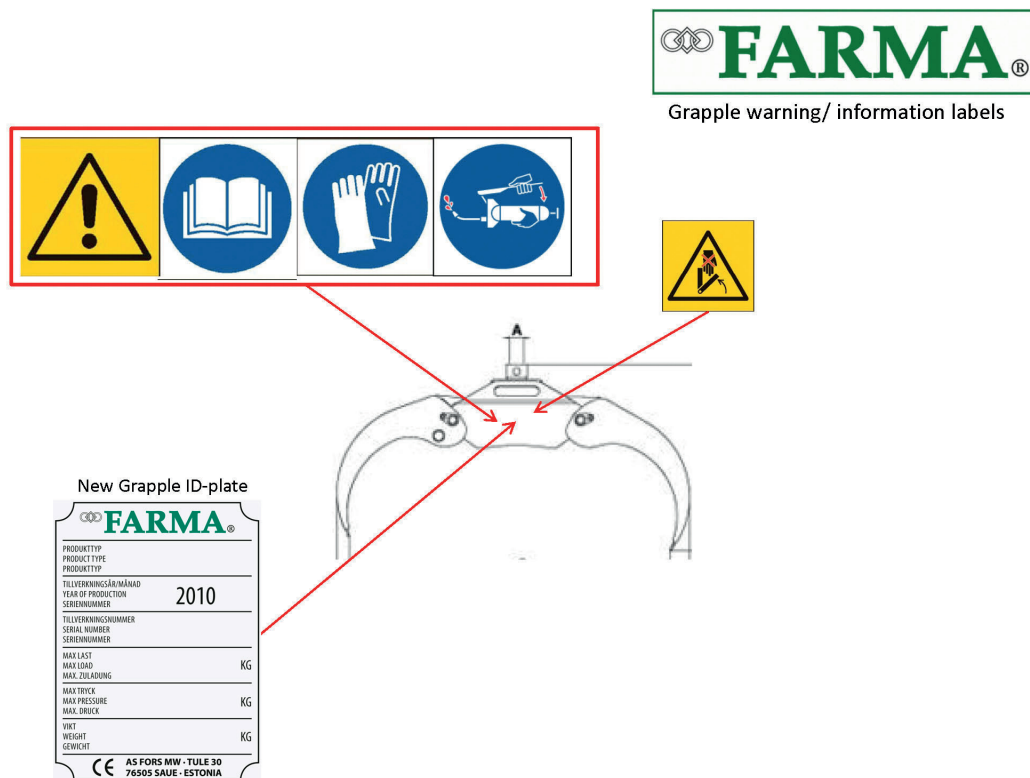 FARMA®
Grapple warning/ information labels
A
New Grapple ID-plate
FARMA®
PRODUKTTYP
PRODUCT TYPE
PRODUKTTYP
TILLVERKNINGSÅR/MÅNAD
YEAR OF PRODUCTION
SERIENNUMMER
2010
TILLVERKNINGSNUMMER
SERIAL NUMBER
SERIENNUMMER
MAX LAST
MAX LOAD
MAX. ZULADUNG
KG
MAX TRYCK
MAX PRESSURE
MAX. DRUCK
KG
VIKT
WEIGHT
GEWICHT
KG
CE AS FORS MW · TULE 30
76505 SAUE · ESTONIA